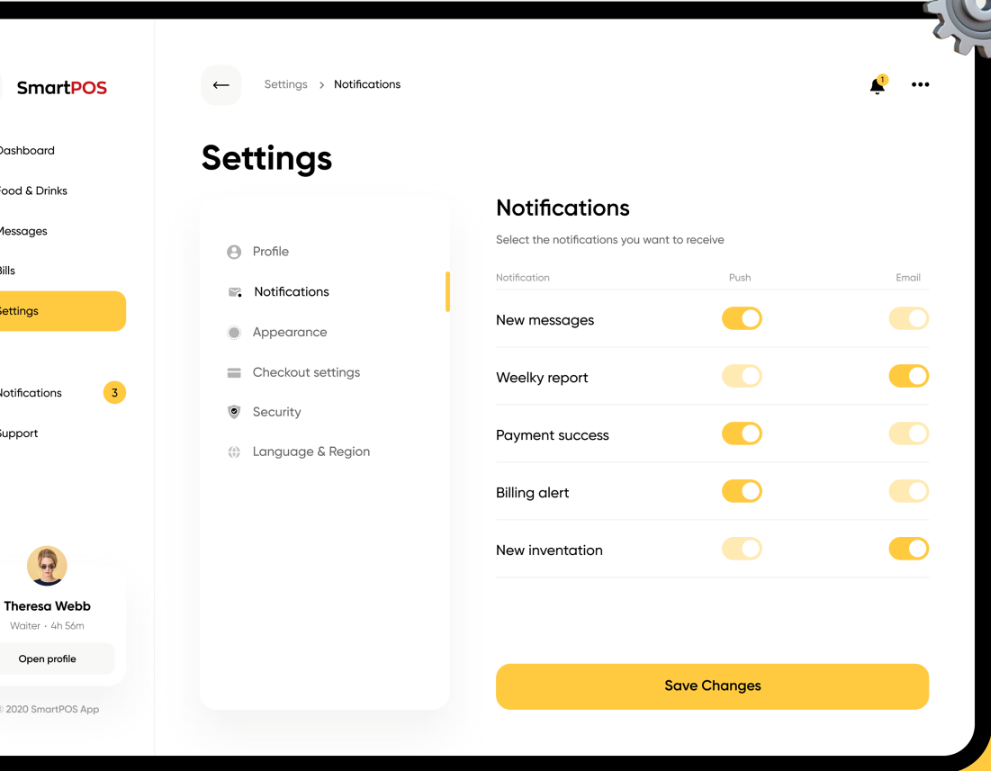 SmartPOS
Dashboard
Food & Drinks
Messages
Bills
Settings
Notifications 3
Support
Theresa Webb
Waiter • 4h 56m
Open profile
© 2020 SmartPOS App
Settings > Notifications
1
Settings
Profile
Notifications
Appearance
Checkout settings
Security
Language & Region
Notifications
Select the notifications you want to receive
Notification Push Email
New messages
Weelky report
Payment success
Billing alert
New inventation
Save Changes